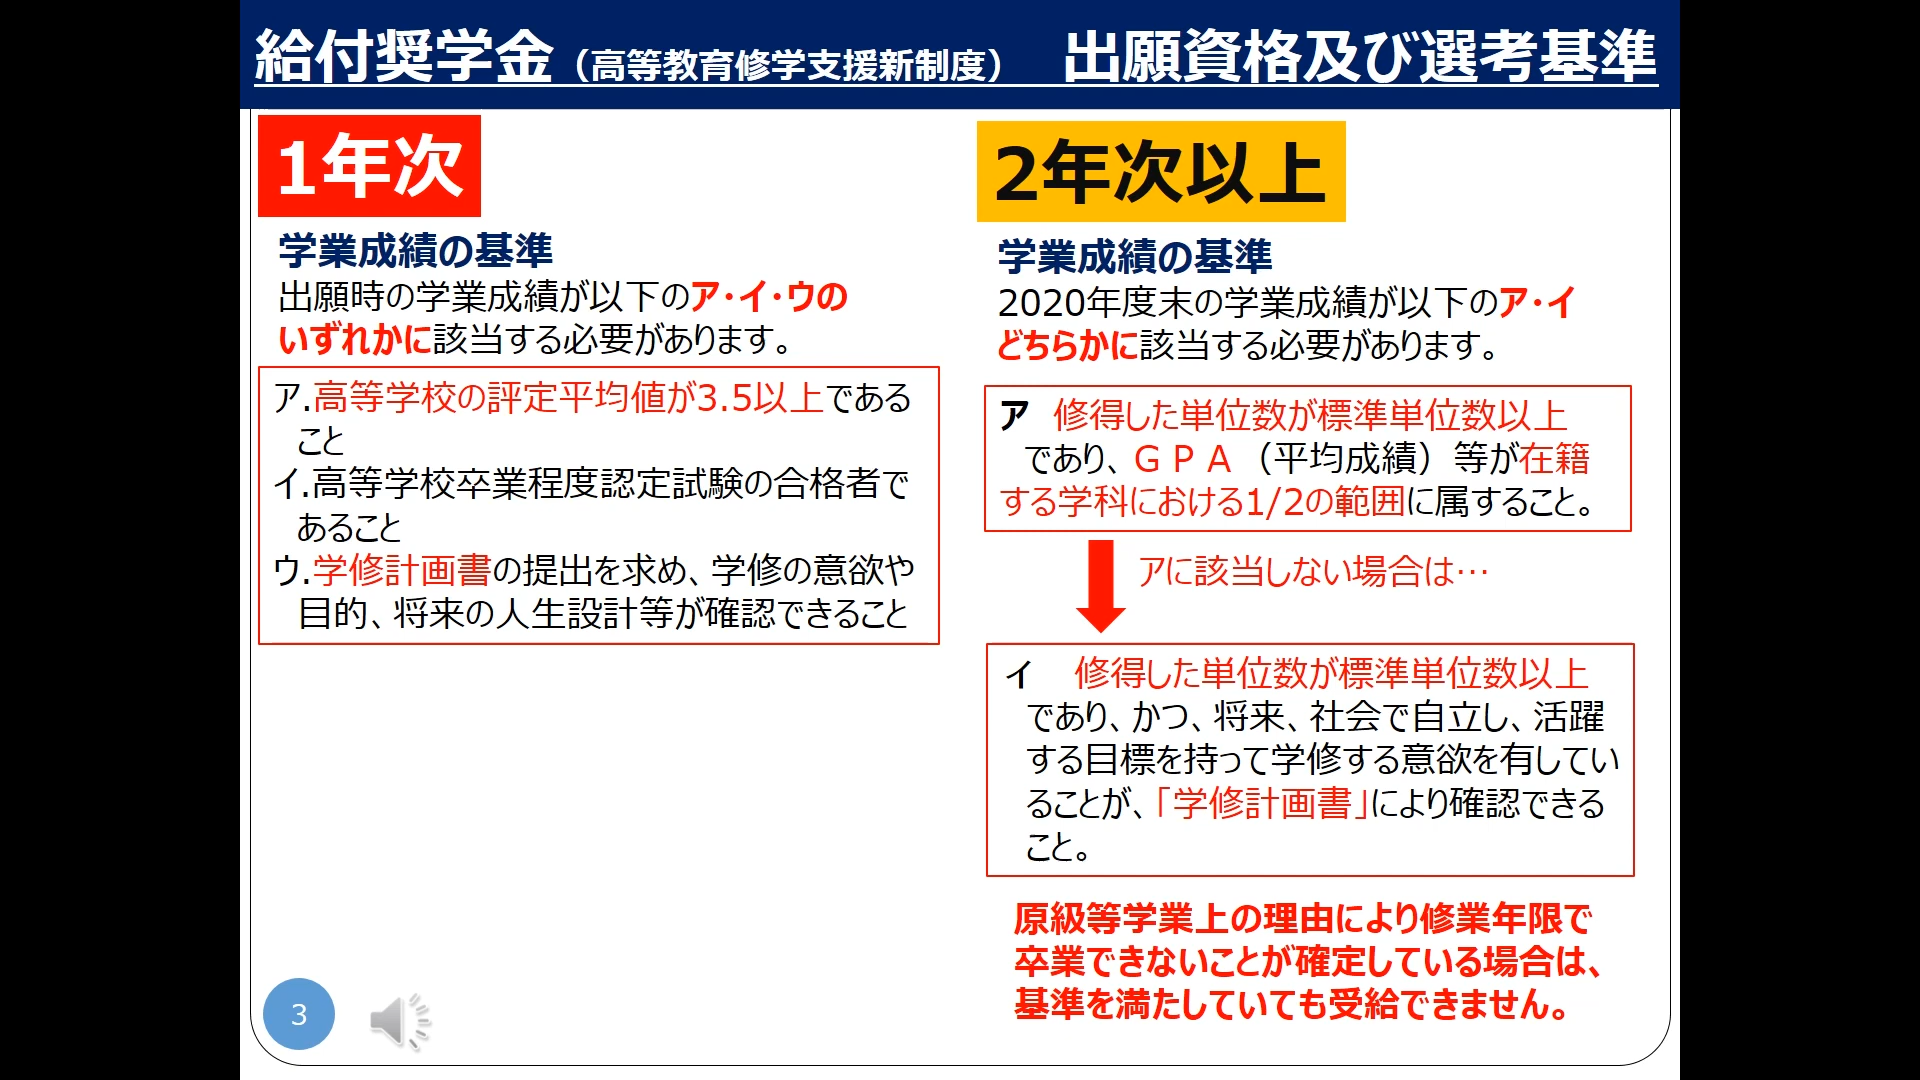 給付奨学金（高等教育修学支援新制度） 出願資格及び選考基準
1年次
学業成績の基準
出願時の学業成績が以下のア・イ・ウの
いずれかに該当する必要があります。
ア.高等学校の評定平均値が3.5以上である
こと
イ.高等学校卒業程度認定試験の合格者で
あること
ウ.学修計画書の提出を求め、学修の意欲や
目的、将来の人生設計等が確認できること
2年次以上
学業成績の基準
2020年度末の学業成績が以下のア・イ
どちらかに該当する必要があります。
ア 修得した単位数が標準単位数以上
であり、ＧＰＡ（平均成績）等が在籍
する学科における1/2の範囲に属すること。
アに該当しない場合は…
イ 修得した単位数が標準単位数以上
であり、かつ、将来、社会で自立し、活躍
する目標を持って学修する意欲を有してい
ることが、「学修計画書」により確認できる
こと。
原級等学業上の理由により修業年限で
卒業できないことが確定している場合は、
基準を満たしていても受給できません。
3